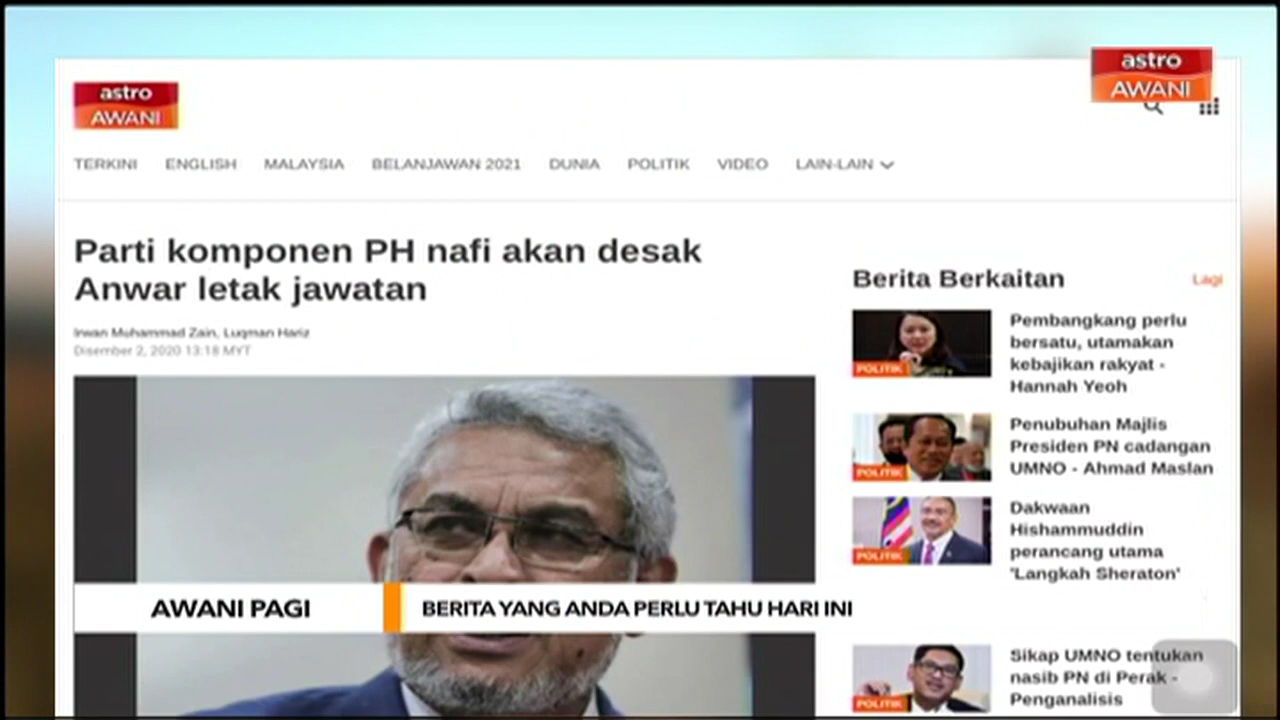 astro
AWANI
astro
AWANI
TERKINI ENGLISH MALAYSIA BELANJAWAN 2021 DUNIA POLITIK VIDEO LAIN-LAIN
Parti komponen PH nafi akan desak
Anwar letak jawatan
Irwan Muhammad Zain, Luqman Hariz
Disember 2, 2020 13:18 MYT
Berita Berkaitan
Lagi
POLITIK
Pembangkang perlu
bersatu, utamakan
kebajikan rakyat -
Hannah Yeoh
POLITIK
Penubuhan Majlis
Presiden PN cadangan
UMNO - Ahmad Maslan
POLITIK
Dakwaan
Hishammuddin
perancang utama
'Langkah Sheraton'
POLITIK
Sikap UMNO tentukan
nasib PN di Perak -
Penganalisis
AWANI PAGI
BERITA YANG ANDA PERLU TAHU HARI INI